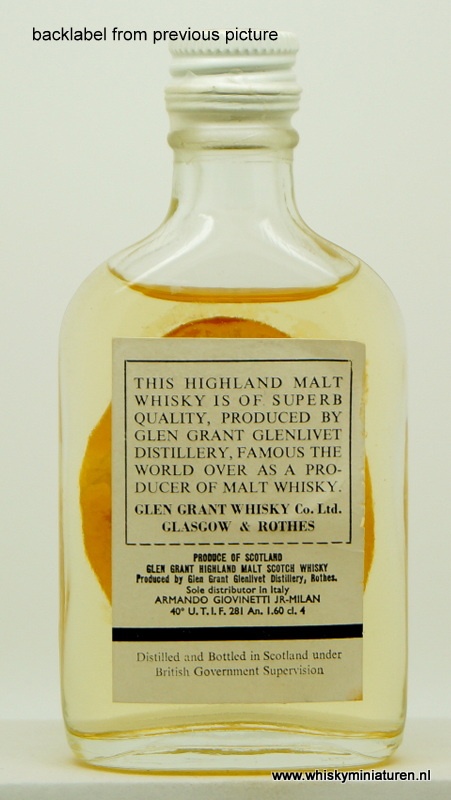 backlabel from previous picture
THIS HIGHLAND MALT
WHISKY IS OF SUPERB
QUALITY, PRODUCED BY
GLEN GRANT GLENLIVET
DISTILLERY, FAMOUS THE
WORLD OVER AS A PRO-
DUCER OF MALT WHISKY.
GLEN GRANT WHISKY Co. Ltd.
GLASGOW & ROTHES
PRODUCE OF SCOTLAND
GLEN GRANT HIGHLAND MALT SCOTCH WHISKY
Produced by Glen Grant Glenlivet Distillery, Rothes.
Sole distributor in Italy
ARMANDO GIOVINETTI JR-MILAN
40° U.T.I.F. 281 An. 1.60 cl. 4
Distilled and Bottled in Scotland under
British Government Supervision
www.whiskyminiaturen.nl